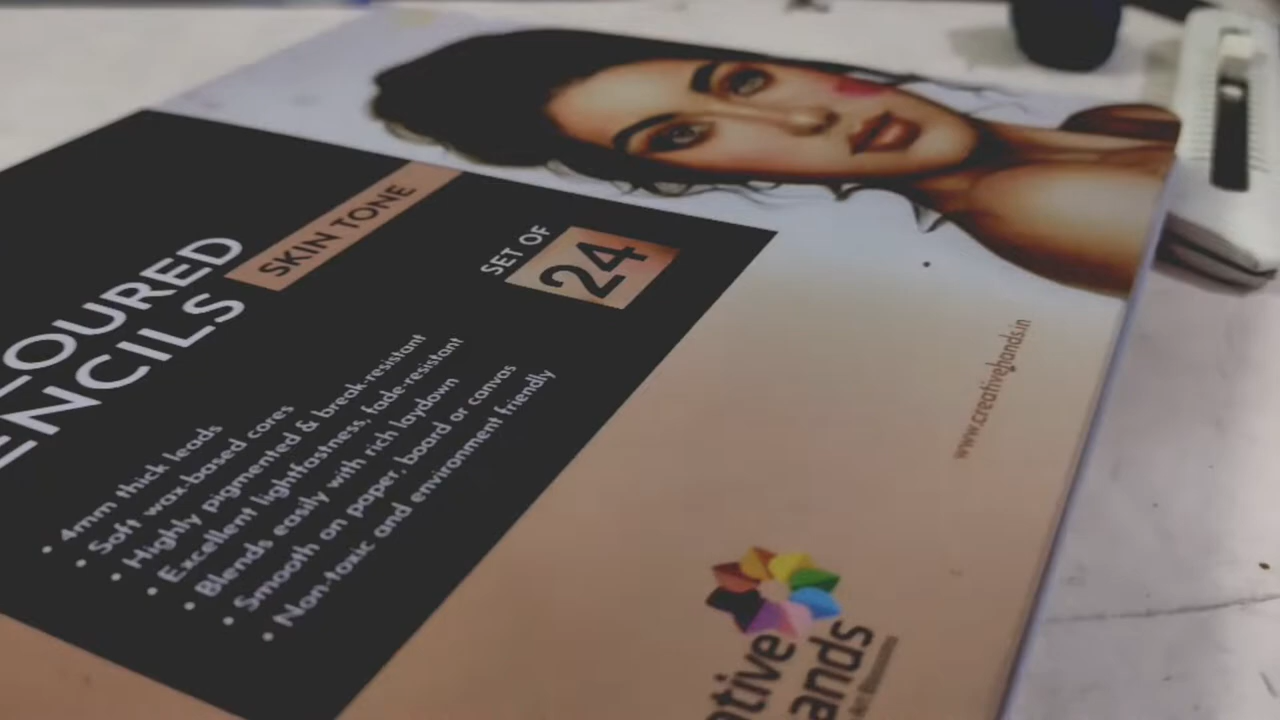 LOURED
ENCILS
SKIN TONE
SET OF
24
• 4mm thick leads
• Soft wax-based cores
• Highly pigmented & break-resistant
• Excellent lightfastness, fade-resistant
• Blends easily with rich laydown
• Smooth on paper, board or canvas
• Non-toxic and environment friendly
www.creativehands.in
ative
ands